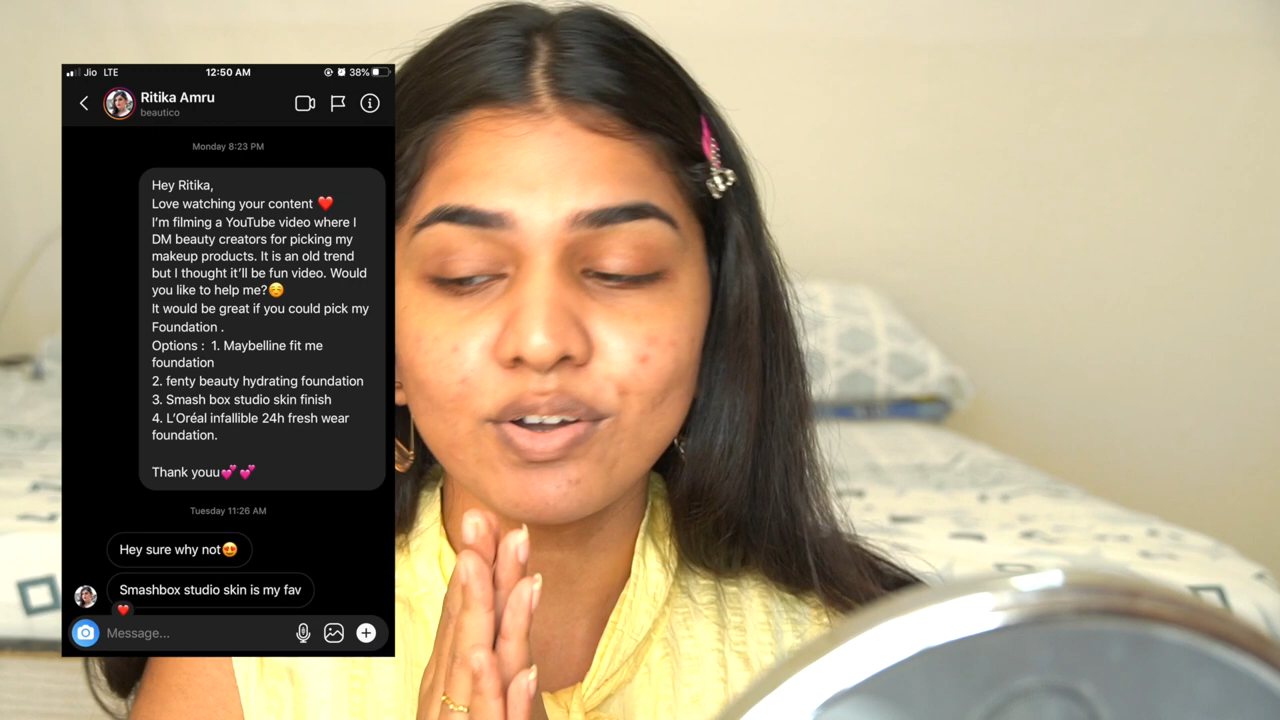 Jio LTE 12:50 AM 38%
Ritika Amru
beautico
Monday 8:23 PM
Hey Ritika,
Love watching your content ❤️
I'm filming a YouTube video where I
DM beauty creators for picking my
makeup products. It is an old trend
but I thought it'll be fun video. Would
you like to help me?☺️
It would be great if you could pick my
Foundation .
Options : 1. Maybelline fit me
foundation
2. fenty beauty hydrating foundation
3. Smash box studio skin finish
4. L'Oréal infallible 24h fresh wear
foundation.
Thank youu💕 💕
Tuesday 11:26 AM
Hey sure why not😍
Smashbox studio skin is my fav
❤️
Message...